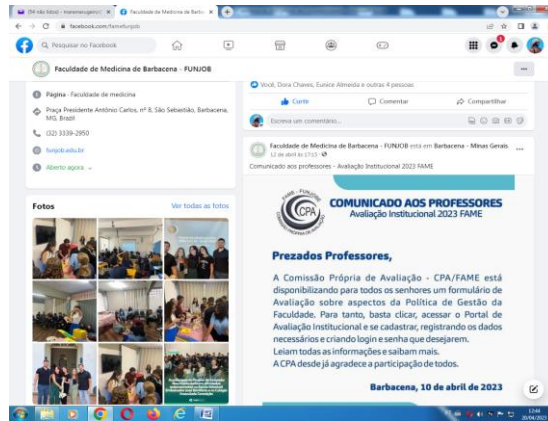 facebook.com/famefunjob
Pesquisar no Facebook
Faculdade de Medicina de Barbacena - FUNJOB
Página · Faculdade de medicina
Praça Presidente Antônio Carlos, nº 8, São Sebastião, Barbacena,
MG, Brazil
(32) 3339-2950
funjob.edu.br
Aberto agora
Fotos
Ver todas as fotos
Você, Dora Chaves, Eunice Almeida e outras 4 pessoas
Curtir
Comentar
Compartilhar
Escreva um comentário...
Faculdade de Medicina de Barbacena - FUNJOB está em Barbacena - Minas Gerais
12 de abril às 17:13
Comunicado aos professores - Avaliação Institucional 2023 FAME
CPA
COMUNICADO AOS PROFESSORES
Avaliação Institucional 2023 FAME
Prezados Professores,
A Comissão Própria de Avaliação - CPA/FAME está
disponibilizando para todos os senhores um formulário de
Avaliação sobre aspectos da Política de Gestão da
Faculdade. Para tanto, basta clicar, acessar o Portal de
Avaliação Institucional e se cadastrar, registrando os dados
necessários e criando login e senha que desejarem.
Leiam todas as informações e saibam mais.
A CPA desde já agradece a participação de todos.
Barbacena, 10 de abril de 2023
20/04/2023